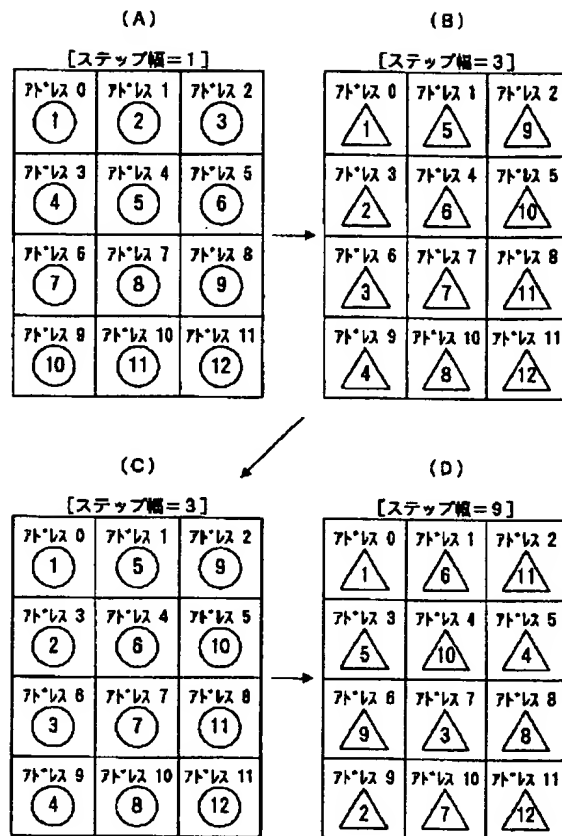 (A)
[ステップ幅=1]
アドレス 0 アドレス 1 アドレス 2
1 2 3
アドレス 3 アドレス 4 アドレス 5
4 5 6
アドレス 6 アドレス 7 アドレス 8
7 8 9
アドレス 9 アドレス 10 アドレス 11
10 11 12
(B)
[ステップ幅=3]
アドレス 0 アドレス 1 アドレス 2
1 5 9
アドレス 3 アドレス 4 アドレス 5
2 6 10
アドレス 6 アドレス 7 アドレス 8
3 7 11
アドレス 9 アドレス 10 アドレス 11
4 8 12
(C)
[ステップ幅=3]
アドレス 0 アドレス 1 アドレス 2
1 5 9
アドレス 3 アドレス 4 アドレス 5
2 6 10
アドレス 6 アドレス 7 アドレス 8
3 7 11
アドレス 9 アドレス 10 アドレス 11
4 8 12
(D)
[ステップ幅=9]
アドレス 0 アドレス 1 アドレス 2
1 6 11
アドレス 3 アドレス 4 アドレス 5
5 10 4
アドレス 6 アドレス 7 アドレス 8
9 3 8
アドレス 9 アドレス 10 アドレス 11
2 7 12